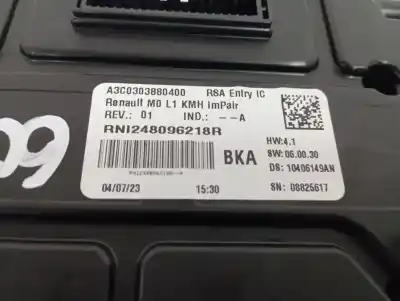 A3C0303880400 RSA Entry IC
Renault M0 L1 KMH imPair
REV.: 01 IND.: --A
RNI248096218R
BKA
HW:4.1
SW:06.00.30
DS: 10406149AN
SN: 08825617
04/07/23 15:30
09